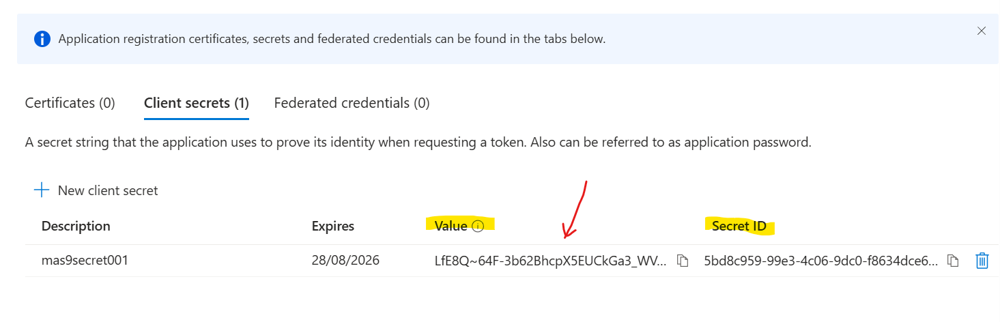 Application registration certificates, secrets and federated credentials can be found in the tabs below.
Certificates (0) Client secrets (1) Federated credentials (0)
A secret string that the application uses to prove its identity when requesting a token. Also can be referred to as application password.
New client secret
Description Expires Value Secret ID
mas9secret001 28/08/2026 LfE8Q~64F-3b62BhcpX5EUCkGa3_WV... 5bd8c959-99e3-4c06-9dc0-f8634dce6...